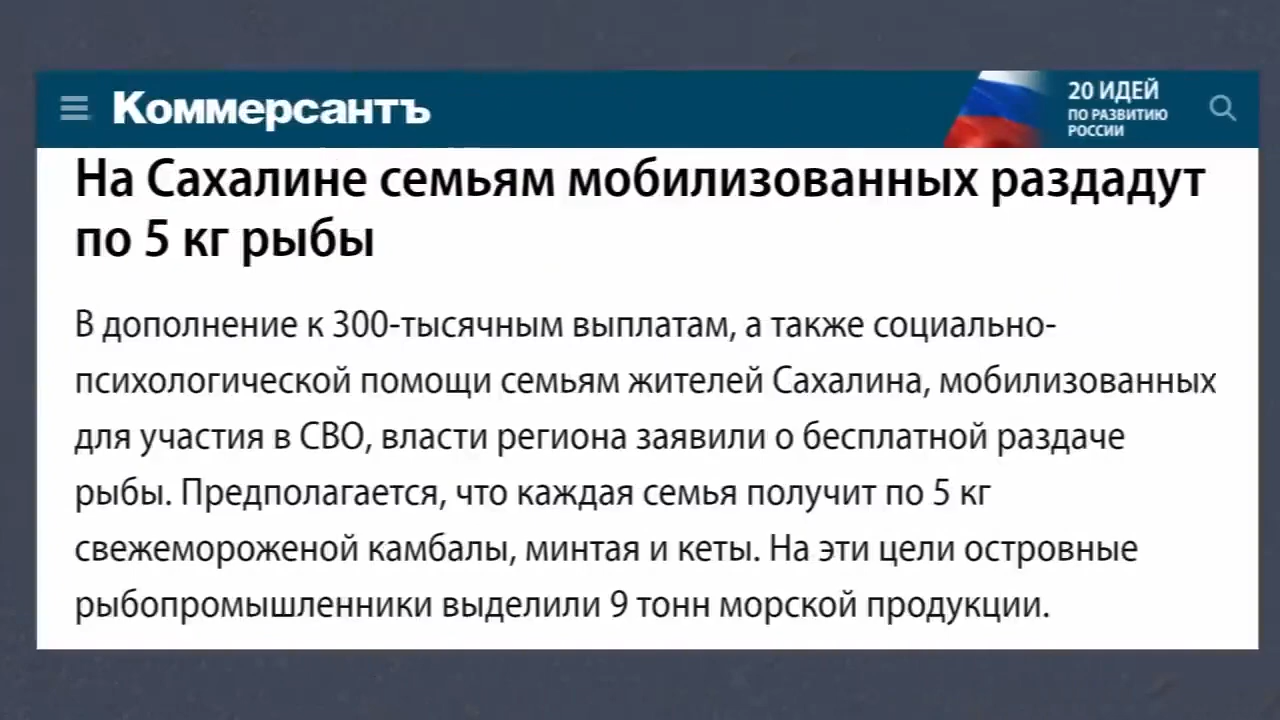 Коммерсантъ
20 ИДЕЙ
ПО РАЗВИТИЮ
РОССИИ
На Сахалине семьям мобилизованных раздадут
по 5 кг рыбы
В дополнение к 300-тысячным выплатам, а также социально-
психологической помощи семьям жителей Сахалина, мобилизованных
для участия в СВО, власти региона заявили о бесплатной раздаче
рыбы. Предполагается, что каждая семья получит по 5 кг
свежемороженой камбалы, минтая и кеты. На эти цели островные
рыбопромышленники выделили 9 тонн морской продукции.